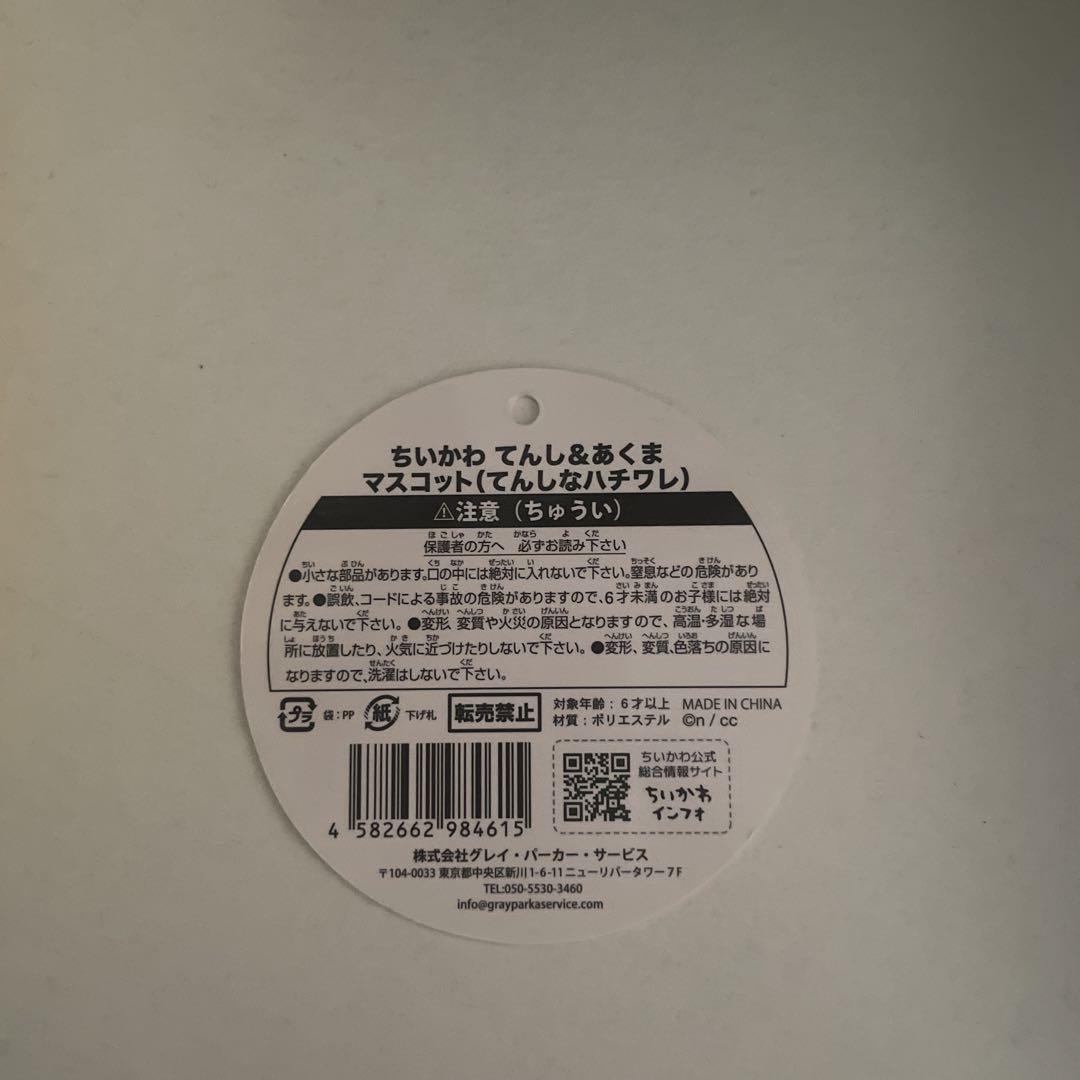 ちいかわ てんし&あくま
マスコット(てんしなハチワレ)
⚠注意（ちゅうい）
保護者の方へ 必ずお読み下さい
●小さな部品があります。口の中には絶対に入れないで下さい。窒息などの危険があり
ます。●誤飲、コードによる事故の危険がありますので、6才未満のお子様には絶対
に与えないで下さい。●変形、変質や火災の原因となりますので、高温・多湿な場
所に放置したり、火気に近づけたりしないで下さい。●変形、変質、色落ちの原因に
なりますので、洗濯はしないで下さい。
プラ 袋:PP 紙 下げ札 転売禁止 対象年齢:6才以上 MADE IN CHINA
材質:ポリエステル ©n / cc
ちいかわ公式
総合情報サイト
ちいかわ
インフォ
4 582662 984615
株式会社グレイ・パーカー・サービス
〒104-0033 東京都中央区新川1-6-11 ニューリバータワー7F
TEL:050-5530-3460
info@grayparkaservice.com